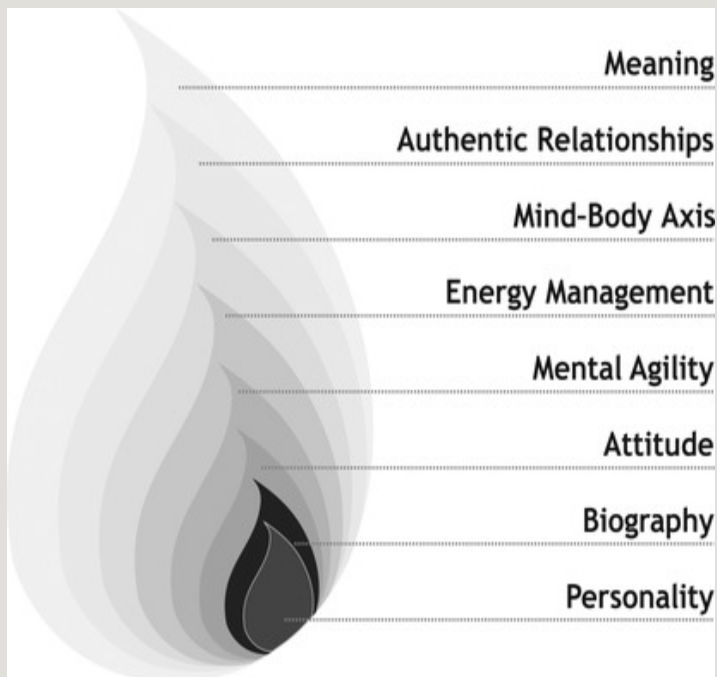 Meaning
Authentic Relationships
Mind-Body Axis
Energy Management
Mental Agility
Attitude
Biography
Personality